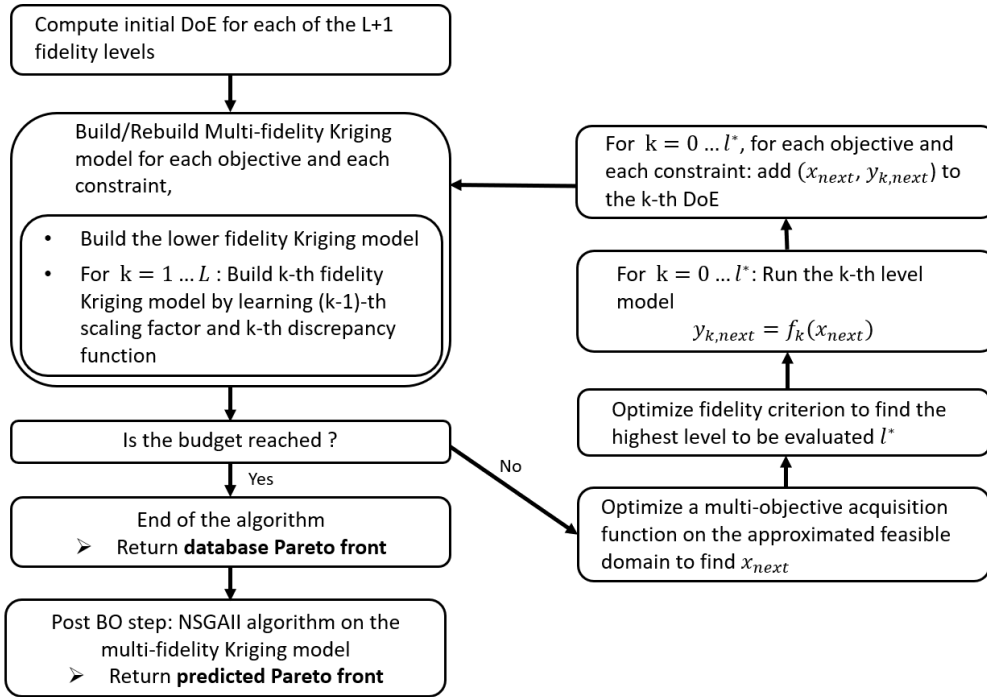 Compute initial DoE for each of the L+1
fidelity levels
Build/Rebuild Multi-fidelity Kriging
model for each objective and each
constraint,
• Build the lower fidelity Kriging model
• For k = 1 … L : Build k-th fidelity
Kriging model by learning (k-1)-th
scaling factor and k-th discrepancy
function
Is the budget reached ?
Yes
No
End of the algorithm
➢ Return database Pareto front
Post BO step: NSGAII algorithm on the
multi-fidelity Kriging model
➢ Return predicted Pareto front
For k = 0 … l*, for each objective and
each constraint: add (x_next, y_k,next) to
the k-th DoE
For k = 0 … l*: Run the k-th level
model
y_k,next = f_k(x_next)
Optimize fidelity criterion to find the
highest level to be evaluated l*
Optimize a multi-objective acquisition
function on the approximated feasible
domain to find x_next